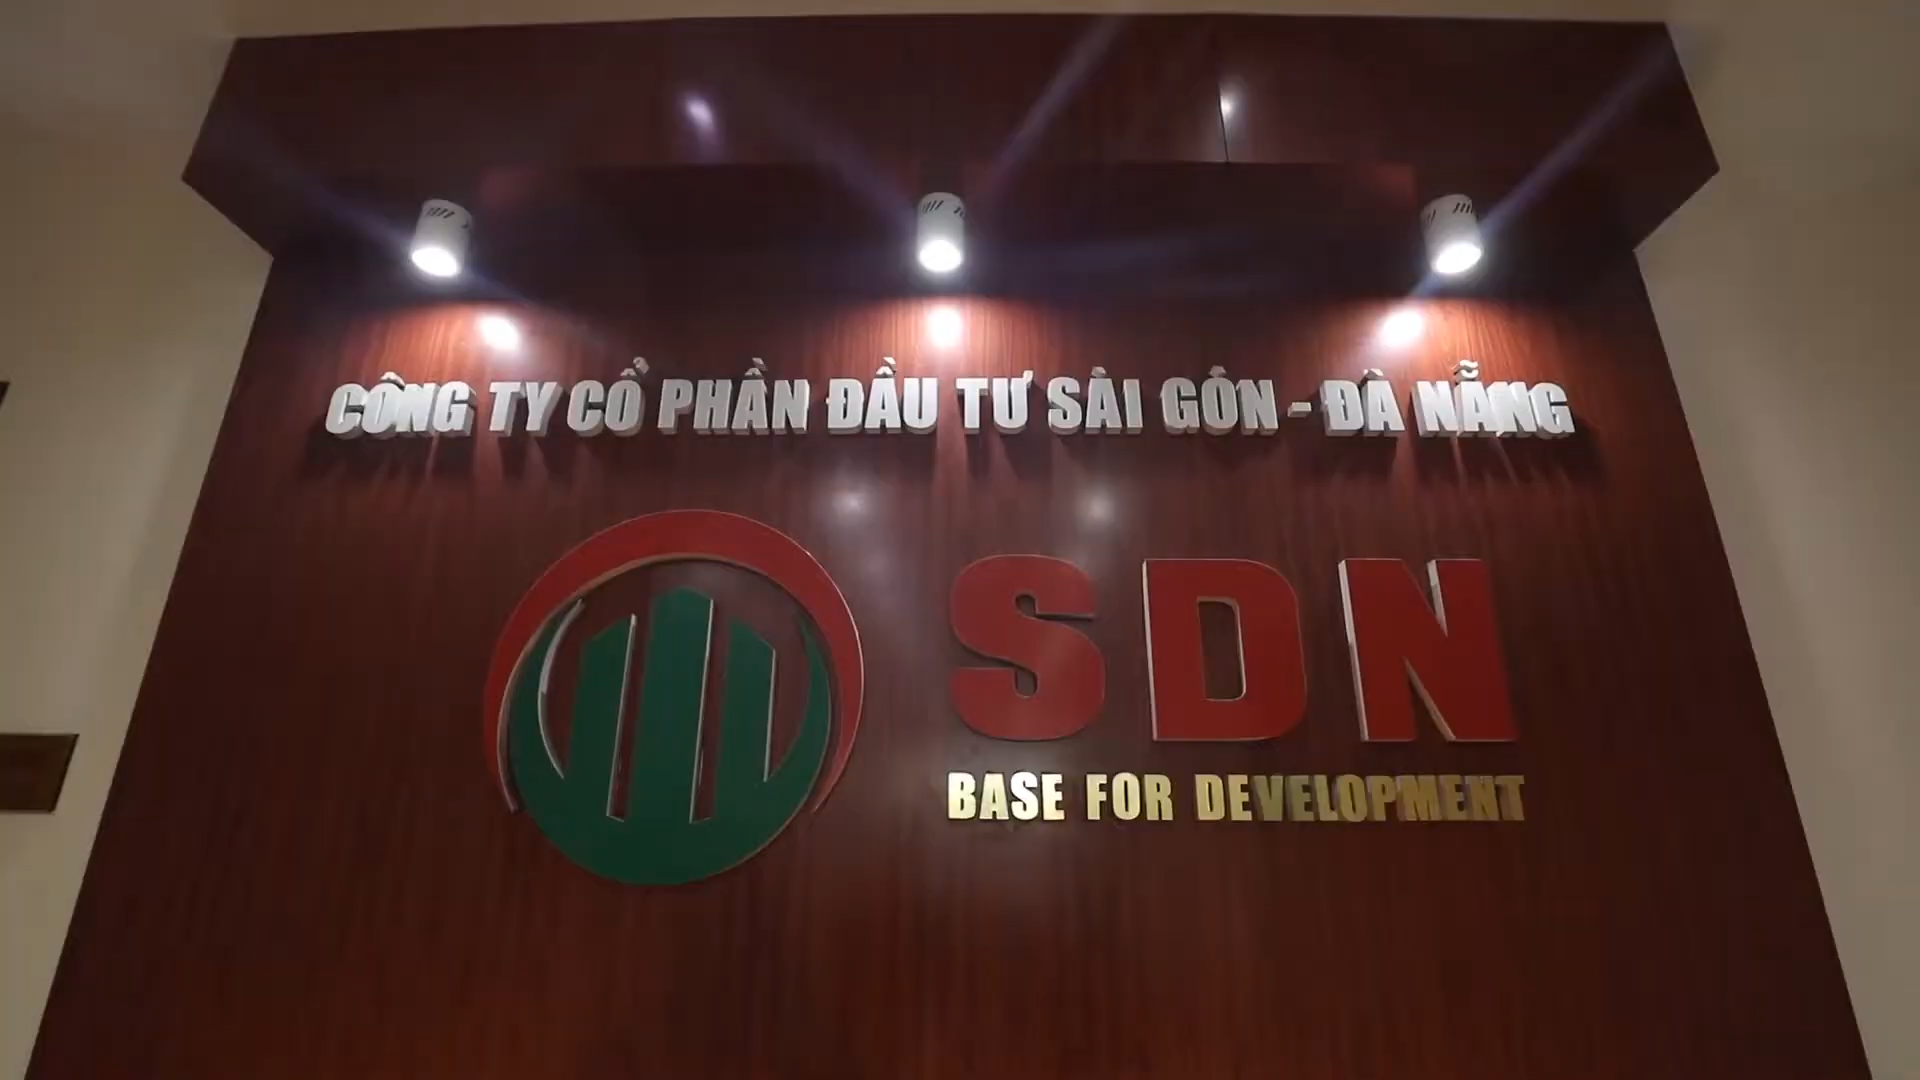 CÔNG TY CỔ PHẦN ĐẦU TƯ SÀI GÒN - ĐÀ NẴNG
SDN
BASE FOR DEVELOPMENT